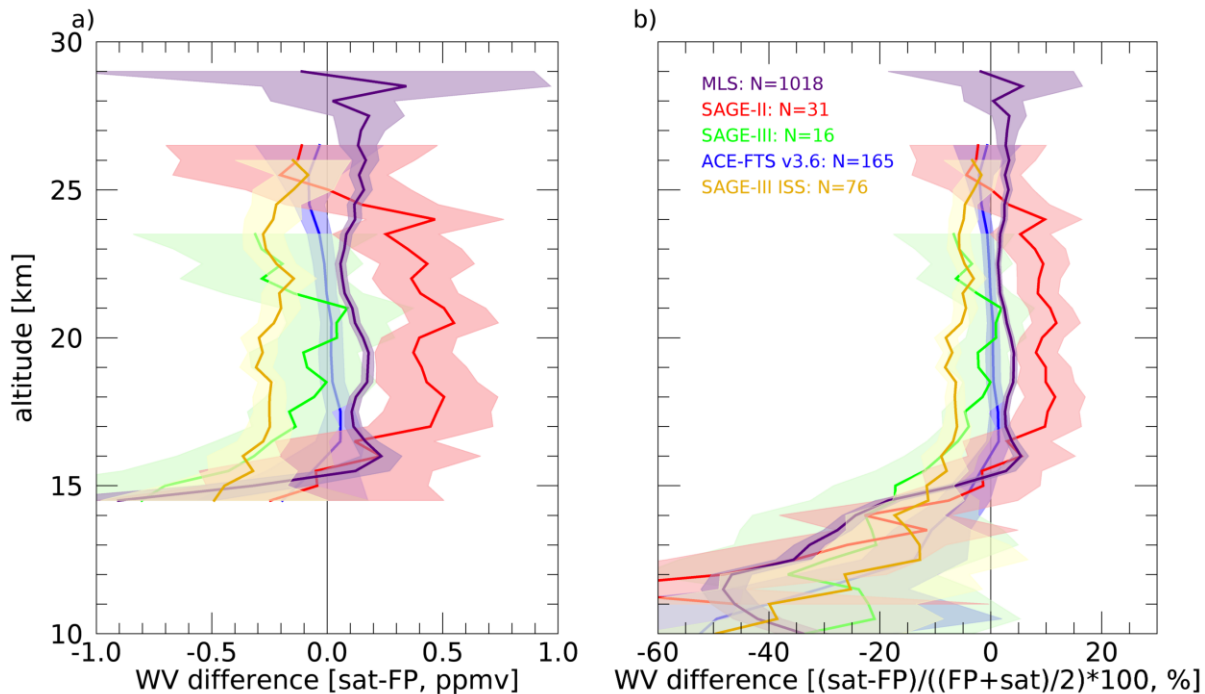 a)
b)
30
25
20
15
10
altitude [km]
-1.0 -0.5 0.0 0.5 1.0
WV difference [sat-FP, ppmv]
MLS: N=1018
SAGE-II: N=31
SAGE-III: N=16
ACE-FTS v3.6: N=165
SAGE-III ISS: N=76
-60 -40 -20 0 20
WV difference [(sat-FP)/((FP+sat)/2)*100, %]